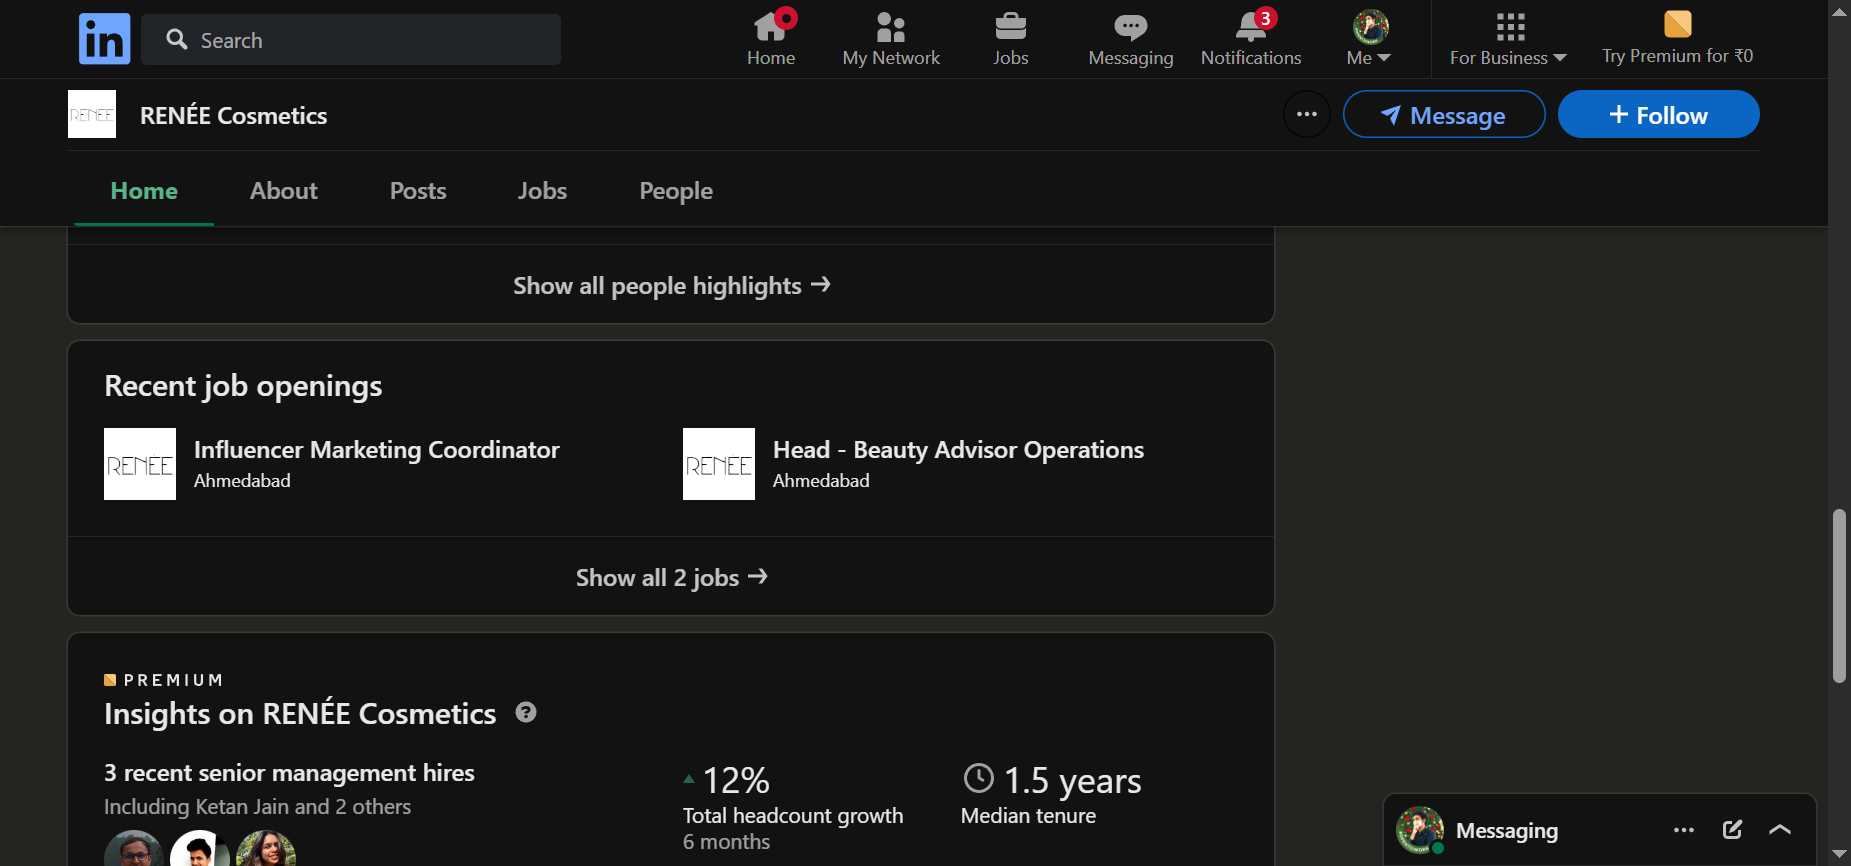 in
Search
Home
My Network
Jobs
Messaging
3
Notifications
Me
For Business
Try Premium for ₹0
RENEE
RENÉE Cosmetics
Message
+ Follow
Home
About
Posts
Jobs
People
Show all people highlights →
Recent job openings
RENEE
Influencer Marketing Coordinator
Ahmedabad
RENEE
Head - Beauty Advisor Operations
Ahmedabad
Show all 2 jobs →
PREMIUM
Insights on RENÉE Cosmetics ?
3 recent senior management hires
Including Ketan Jain and 2 others
12%
Total headcount growth
6 months
1.5 years
Median tenure
Messaging